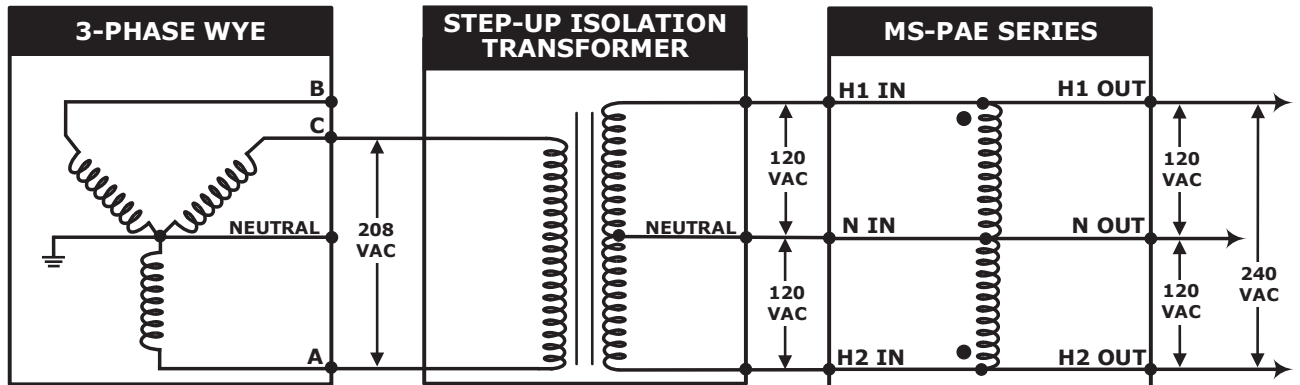 3-PHASE WYE
STEP-UP ISOLATION
TRANSFORMER
MS-PAE SERIES
B
C
NEUTRAL
A
208
VAC
NEUTRAL
120
VAC
120
VAC
H1 IN
H1 OUT
N IN
N OUT
H2 IN
H2 OUT
120
VAC
120
VAC
240
VAC